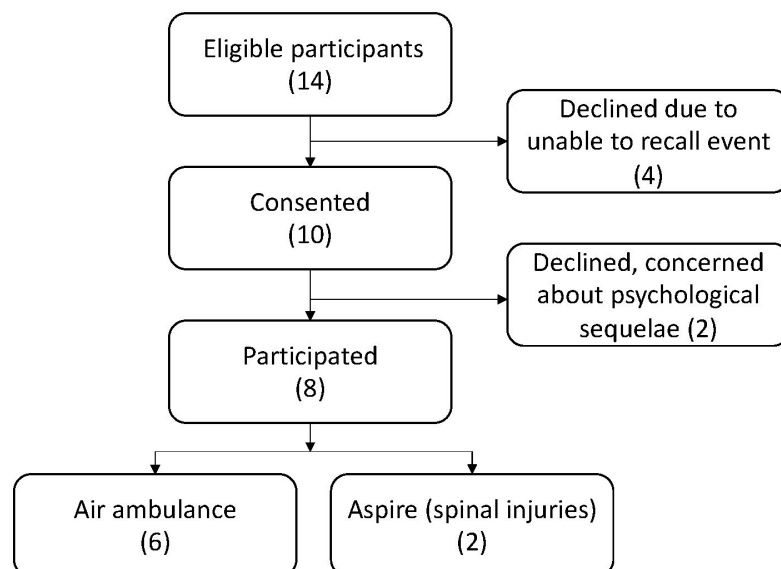 Eligible participants
(14)
Declined due to
unable to recall event
(4)
Consented
(10)
Declined, concerned
about psychological
sequelae (2)
Participated
(8)
Air ambulance
(6)
Aspire (spinal injuries)
(2)